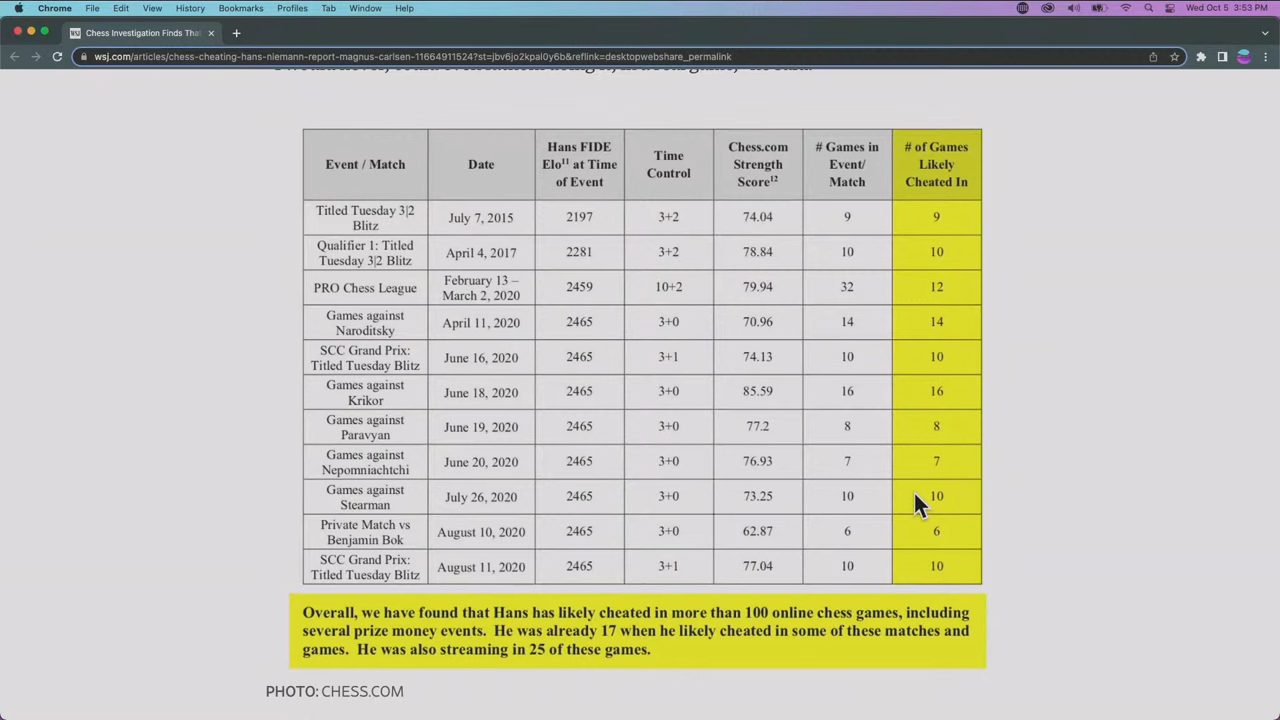 Chrome File Edit View History Bookmarks Profiles Tab Window Help Wed Oct 5 3:53 PM
Chess Investigation Finds Tha
wsj.com/articles/chess-cheating-hans-niemann-report-magnus-carlsen-11664911524?st=jbv6jo2kpal0y6b&reflink=desktopwebshare_permalink
Event / Match Date Hans FIDE Elo11 at Time of Event Time Control Chess.com Strength Score12 # Games in Event/ Match # of Games Likely Cheated In
Titled Tuesday 3|2 Blitz July 7, 2015 2197 3+2 74.04 9 9
Qualifier 1: Titled Tuesday 3|2 Blitz April 4, 2017 2281 3+2 78.84 10 10
PRO Chess League February 13 – March 2, 2020 2459 10+2 79.94 32 12
Games against Naroditsky April 11, 2020 2465 3+0 70.96 14 14
SCC Grand Prix: Titled Tuesday Blitz June 16, 2020 2465 3+1 74.13 10 10
Games against Krikor June 18, 2020 2465 3+0 85.59 16 16
Games against Paravyan June 19, 2020 2465 3+0 77.2 8 8
Games against Nepomniachtchi June 20, 2020 2465 3+0 76.93 7 7
Games against Stearman July 26, 2020 2465 3+0 73.25 10 10
Private Match vs Benjamin Bok August 10, 2020 2465 3+0 62.87 6 6
SCC Grand Prix: Titled Tuesday Blitz August 11, 2020 2465 3+1 77.04 10 10
Overall, we have found that Hans has likely cheated in more than 100 online chess games, including
several prize money events. He was already 17 when he likely cheated in some of these matches and
games. He was also streaming in 25 of these games.
PHOTO: CHESS.COM